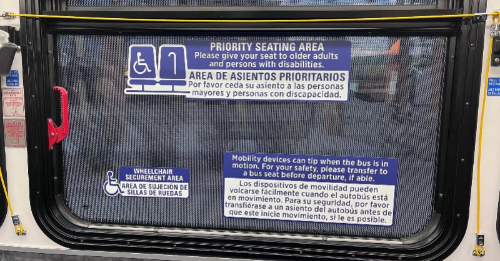 PRIORITY SEATING AREA
Please give your seat to older adults
and persons with disabilities.
AREA DE ASIENTOS PRIORITARIOS
Por favor ceda su asiento a las personas
mayores y personas con discapacidad.
WHEELCHAIR
SECUREMENT AREA
AREA DE SUJECIÓN DE
SILLAS DE RUEDAS
Mobility devices can tip when the bus is in
motion. For your safety, please transfer to
a bus seat before departure, if able.
Los dispositivos de movilidad pueden
volcarse fácilmente cuando el autobús está
en movimiento. Para su seguridad, por favor
transfiérase a un asiento del autobús antes de
que este inicie movimiento, si le es posible.